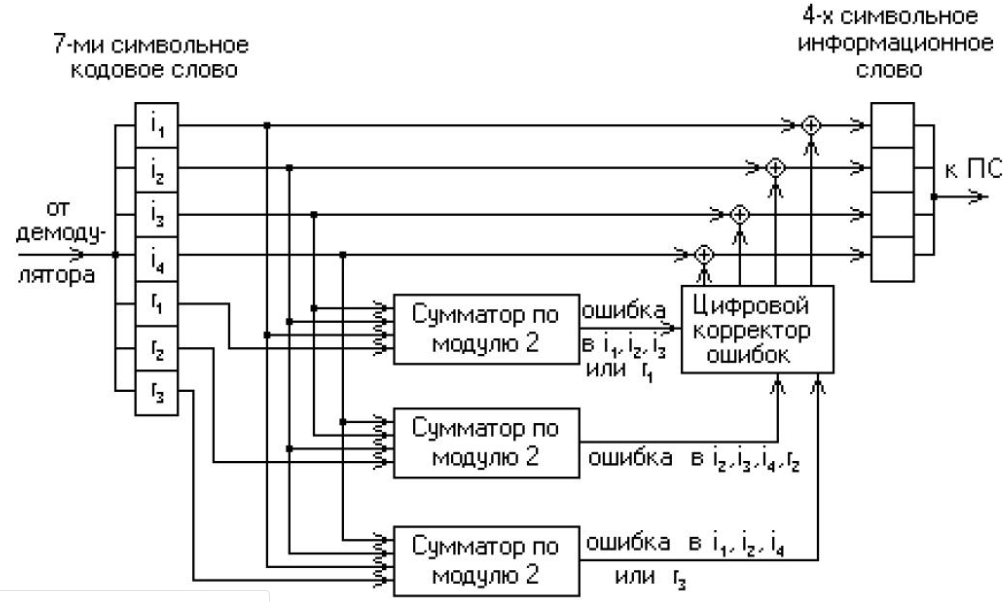 7-ми символьное
кодовое слово
4-х символьное
информационное
слово
от
демоду-
лятора
i₁
i₂
i₃
i₄
r₁
r₂
r₃
к ПС
Сумматор по
модулю 2
ошибка
в i₁, i₂, i₃
или r₁
Цифровой
корректор
ошибок
Сумматор по
модулю 2
ошибка в i₂,i₃,i₄,r₂
Сумматор по
модулю 2
ошибка в i₁, i₂, i₄
или r₃